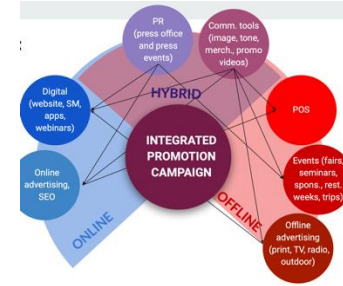 PR
(press office
and press
events)
Comm. tools
(image, tone,
merch., promo
videos)
Digital
(website, SM,
apps,
webinars)
HYBRID
POS
INTEGRATED
PROMOTION
CAMPAIGN
Online
advertising,
SEO
Events (fairs,
seminars,
spons., rest.
weeks, trips)
ONLINE
OFFLINE
Offline
advertising
(print, TV, radio,
outdoor)